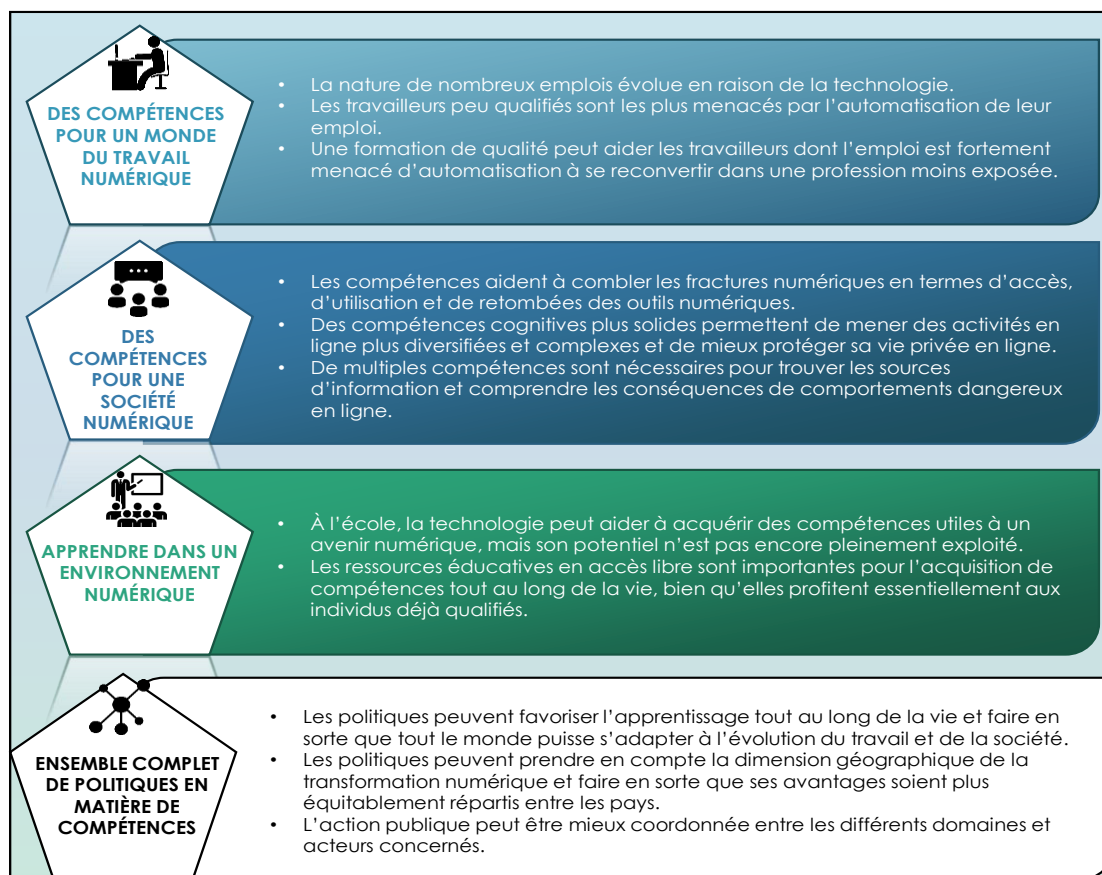 DES COMPÉTENCES
POUR UN MONDE
DU TRAVAIL
NUMÉRIQUE
• La nature de nombreux emplois évolue en raison de la technologie.
• Les travailleurs peu qualifiés sont les plus menacés par l’automatisation de leur
emploi.
• Une formation de qualité peut aider les travailleurs dont l’emploi est fortement
menacé d’automatisation à se reconvertir dans une profession moins exposée.
DES
COMPÉTENCES
POUR UNE
SOCIÉTÉ
NUMÉRIQUE
• Les compétences aident à combler les fractures numériques en termes d’accès,
d’utilisation et de retombées des outils numériques.
• Des compétences cognitives plus solides permettent de mener des activités en
ligne plus diversifiées et complexes et de mieux protéger sa vie privée en ligne.
• De multiples compétences sont nécessaires pour trouver les sources
d’information et comprendre les conséquences de comportements dangereux
en ligne.
APPRENDRE DANS UN
ENVIRONNEMENT
NUMÉRIQUE
• À l’école, la technologie peut aider à acquérir des compétences utiles à un
avenir numérique, mais son potentiel n’est pas encore pleinement exploité.
• Les ressources éducatives en accès libre sont importantes pour l’acquisition de
compétences tout au long de la vie, bien qu’elles profitent essentiellement aux
individus déjà qualifiés.
ENSEMBLE COMPLET
DE POLITIQUES EN
MATIÈRE DE
COMPÉTENCES
• Les politiques peuvent favoriser l’apprentissage tout au long de la vie et faire en
sorte que tout le monde puisse s’adapter à l’évolution du travail et de la société.
• Les politiques peuvent prendre en compte la dimension géographique de la
transformation numérique et faire en sorte que ses avantages soient plus
équitablement répartis entre les pays.
• L’action publique peut être mieux coordonnée entre les différents domaines et
acteurs concernés.